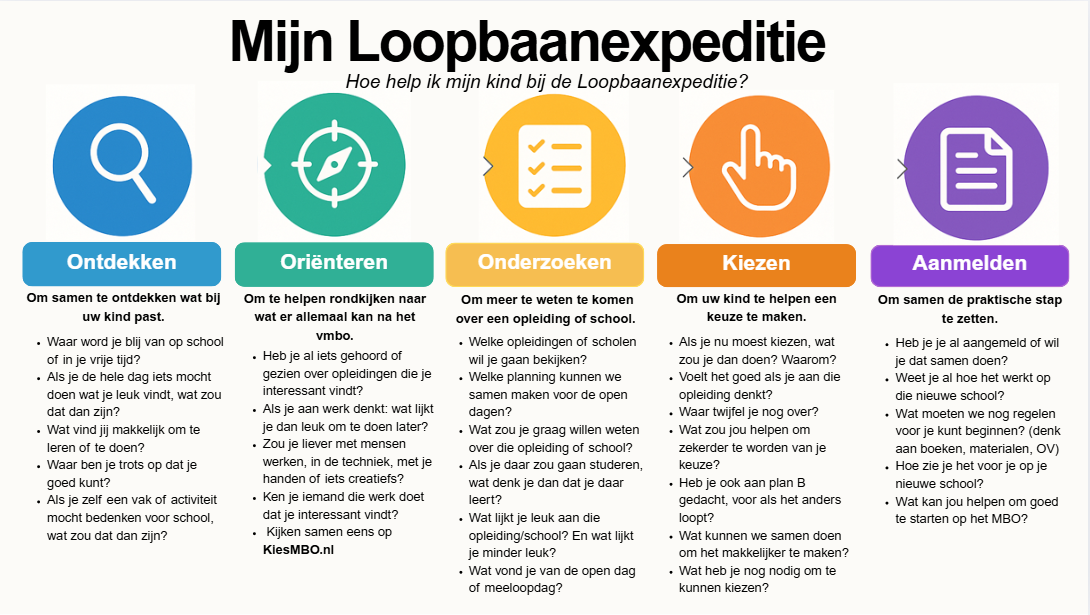 Mijn Loopbaanexpeditie
Hoe help ik mijn kind bij de Loopbaanexpeditie?
Ontdekken
Om samen te ontdekken wat bij
uw kind past.
• Waar word je blij van op school
of in je vrije tijd?
• Als je de hele dag iets mocht
doen wat je leuk vindt, wat zou
dat dan zijn?
• Wat vind jij makkelijk om te
leren of te doen?
• Waar ben je trots op dat je
goed kunt?
• Als je zelf een vak of activiteit
mocht bedenken voor school,
wat zou dat dan zijn?
Oriënteren
Om te helpen rondkijken naar
wat er allemaal kan na het
vmbo.
• Heb je al iets gehoord of
gezien over opleidingen die je
interessant vindt?
• Als je aan werk denkt: wat lijkt
je dan leuk om te doen later?
• Zou je liever met mensen
werken, in de techniek, met je
handen of iets creatiefs?
• Ken je iemand die werk doet
dat je interessant vindt?
• Kijken samen eens op
KiesMBO.nl
Onderzoeken
Om meer te weten te komen
over een opleiding of school.
• Welke opleidingen of scholen
wil je gaan bekijken?
• Welke planning kunnen we
samen maken voor de open
dagen?
• Wat zou je graag willen weten
over die opleiding of school?
• Als je daar zou gaan studeren,
wat denk je dan dat je daar
leert?
• Wat lijkt je leuk aan die
opleiding/school? En wat lijkt
je minder leuk?
• Wat vond je van de open dag
of meeloopdag?
Kiezen
Om uw kind te helpen een
keuze te maken.
• Als je nu moest kiezen, wat
zou je dan doen? Waarom?
• Voelt het goed als je aan die
opleiding denkt?
• Waar twijfel je nog over?
• Wat zou jou helpen om
zekerder te worden van je
keuze?
• Heb je ook aan plan B
gedacht, voor als het anders
loopt?
• Wat kunnen we samen doen
om het makkelijker te maken?
• Wat heb je nog nodig om te
kunnen kiezen?
Aanmelden
Om samen de praktische stap
te zetten.
• Heb je je al aangemeld of wil
je dat samen doen?
• Weet je al hoe het werkt op
die nieuwe school?
• Wat moeten we nog regelen
voor je kunt beginnen? (denk
aan boeken, materialen, OV)
• Hoe zie je het voor je op je
nieuwe school?
• Wat kan jou helpen om goed
te starten op het MBO?